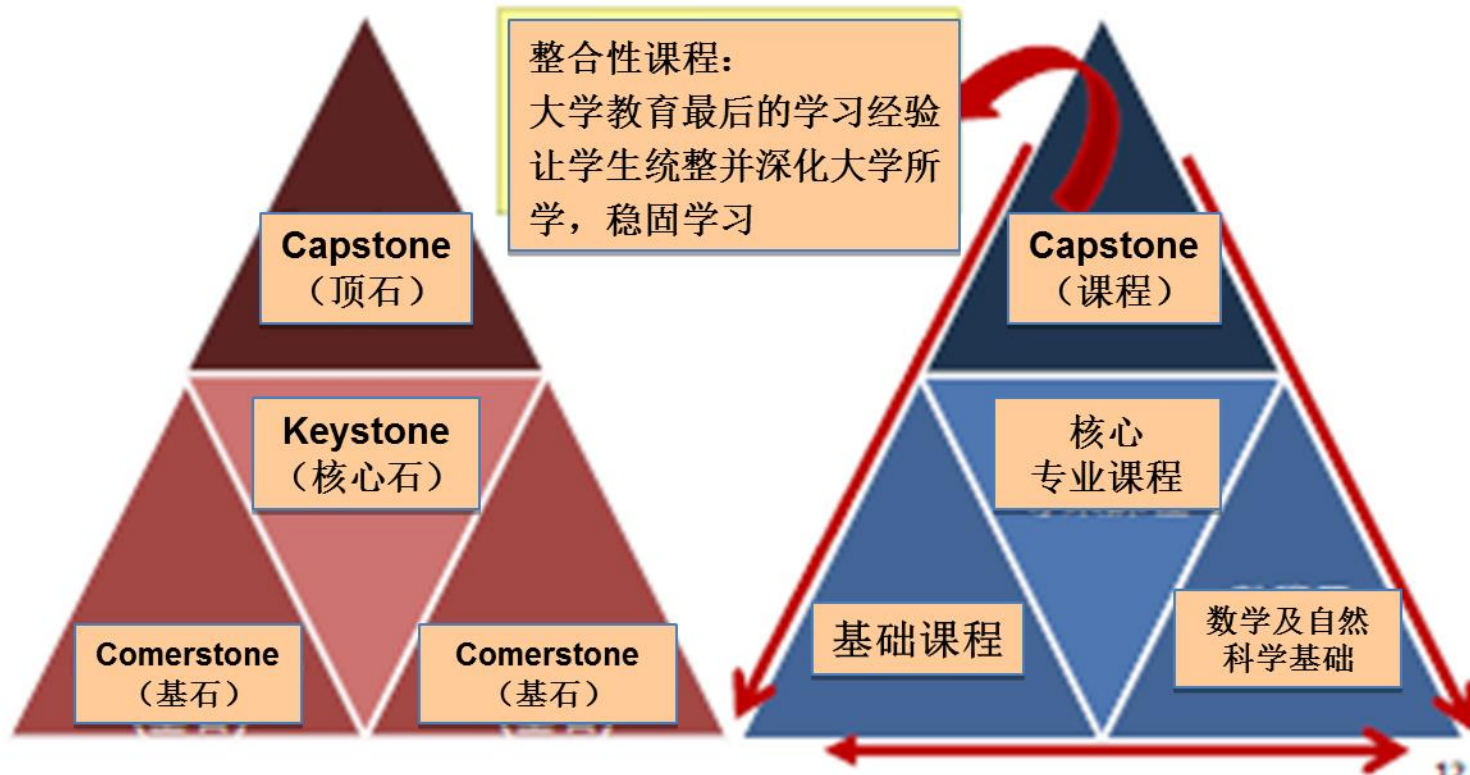 整合性课程：
大学教育最后的学习经验
让学生统整并深化大学所
学，稳固学习
Capstone
（顶石）
Keystone
（核心石）
Comerstone
（基石）
Comerstone
（基石）
Capstone
（课程）
核心
专业课程
基础课程
数学及自然
科学基础